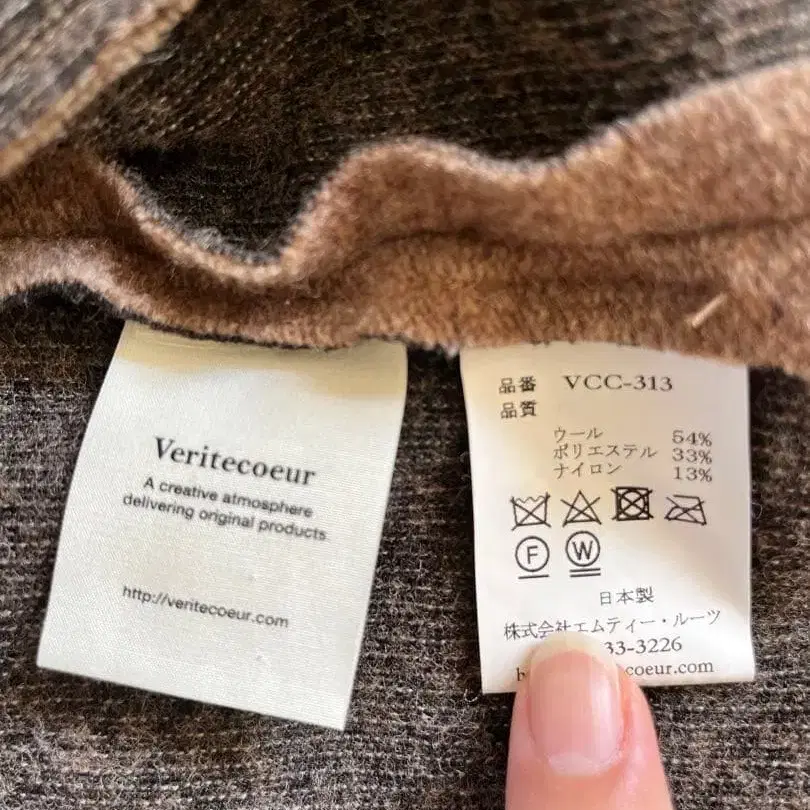 Veritecoeur
A creative atmosphere
delivering original products
http://veritecoeur.com
品番 VCC-313
品質
ウール 54%
ポリエステル 33%
ナイロン 13%
F W
日本製
株式会社エムティー・ルーツ
33-3226
coeur.com